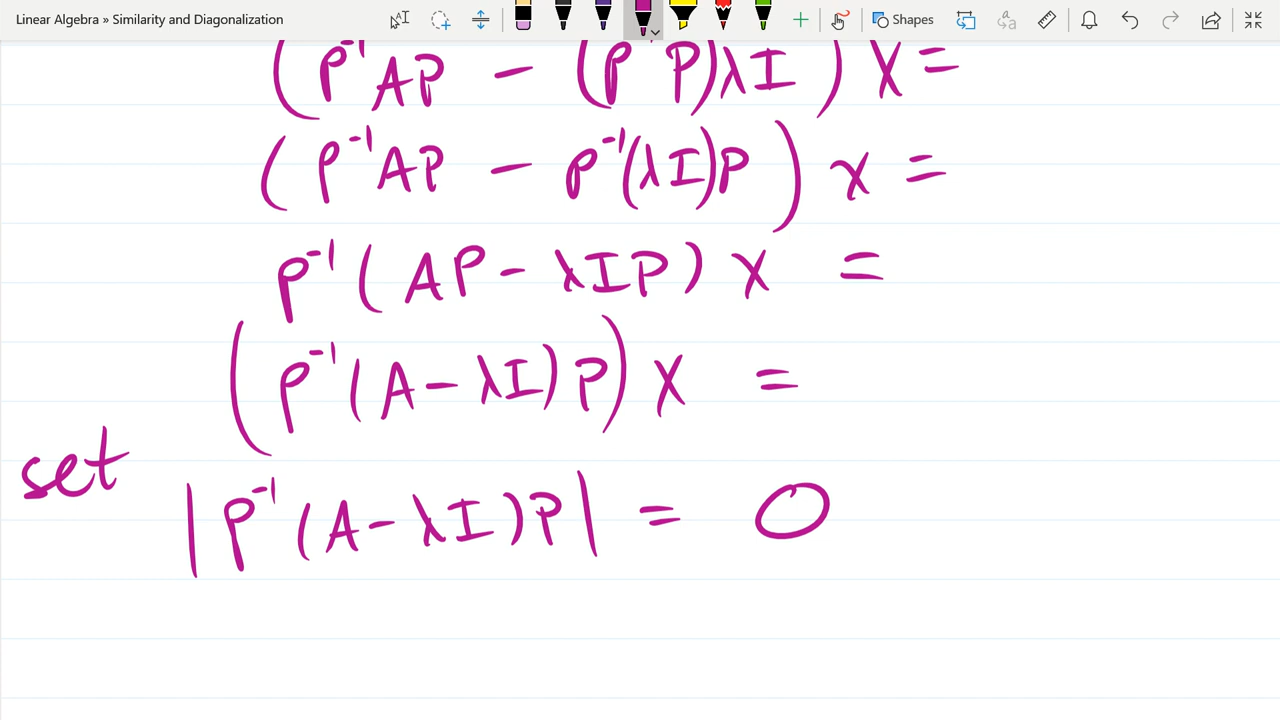 Linear Algebra » Similarity and Diagonalization
Shapes
(P⁻¹AP − (P⁻¹P)λI)X =
(P⁻¹AP − P⁻¹(λI)P)x =
P⁻¹(AP − λIP)X =
(P⁻¹(A − λI)P)X =
set
|P⁻¹(A − λI)P| = 0